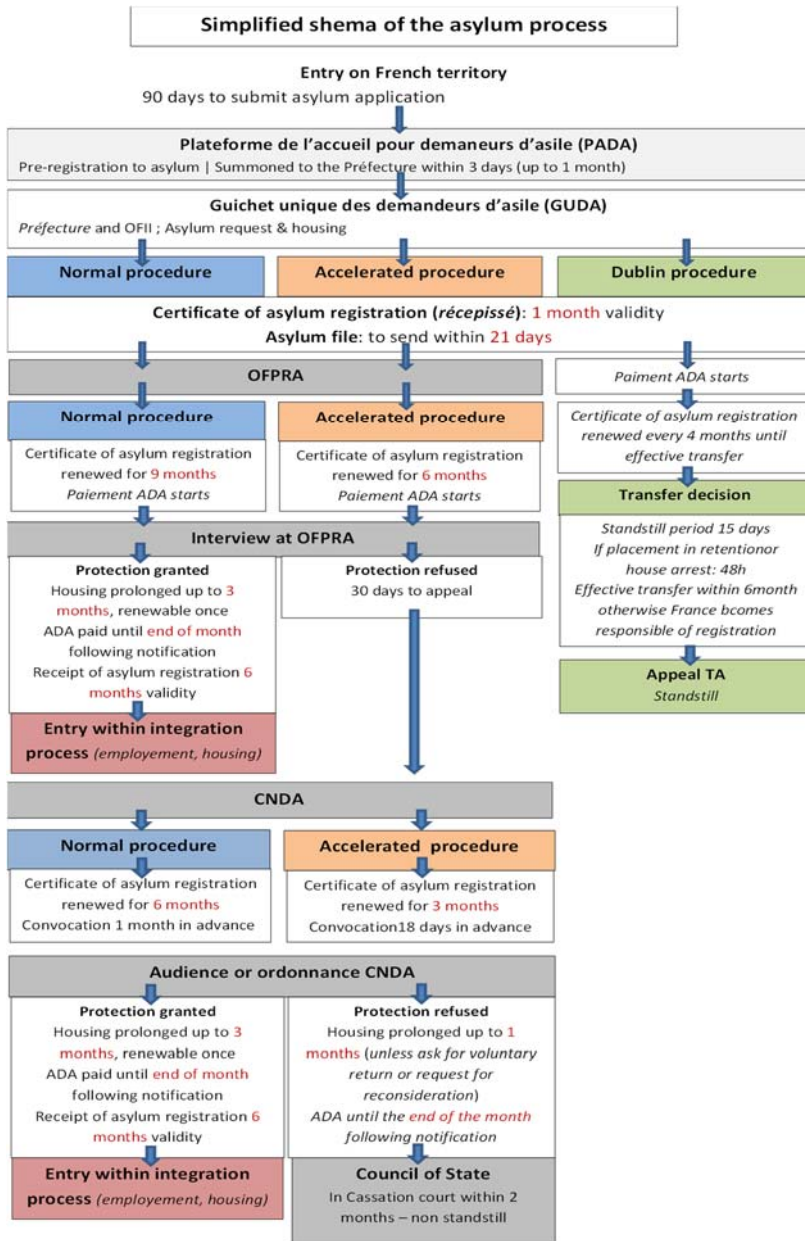 Simplified shema of the asylum process
Entry on French territory
90 days to submit asylum application
Plateforme de l'accueil pour demaneurs d'asile (PADA)
Pre-registration to asylum | Summoned to the Préfecture within 3 days (up to 1 month)
Guichet unique des demandeurs d'asile (GUDA)
Préfecture and OFII ; Asylum request & housing
Normal procedure
Accelerated procedure
Dublin procedure
Certificate of asylum registration (récepissé): 1 month validity
Asylum file: to send within 21 days
OFPRA
Normal procedure
Certificate of asylum registration
renewed for 9 months
Paiement ADA starts
Accelerated procedure
Certificate of asylum registration
renewed for 6 months
Paiement ADA starts
Paiment ADA starts
Certificate of asylum registration
renewed every 4 months until
effective transfer
Transfer decision
Standstill period 15 days
If placement in retentionor
house arrest: 48h
Effective transfer within 6month
otherwise France bcomes
responsible of registration
Appeal TA
Standstill
Interview at OFPRA
Protection granted
Housing prolonged up to 3
months, renewable once
ADA paid until end of month
following notification
Receipt of asylum registration 6
months validity
Entry within integration
process (employement, housing)
Protection refused
30 days to appeal
CNDA
Normal procedure
Certificate of asylum registration
renewed for 6 months
Convocation 1 month in advance
Accelerated procedure
Certificate of asylum registration
renewed for 3 months
Convocation18 days in advance
Audience or ordonnance CNDA
Protection granted
Housing prolonged up to 3
months, renewable once
ADA paid until end of month
following notification
Receipt of asylum registration 6
months validity
Entry within integration
process (employement, housing)
Protection refused
Housing prolonged up to 1
months (unless ask for voluntary
return or request for
reconsideration)
ADA until the end of the month
following notification
Council of State
In Cassation court within 2
months – non standstill